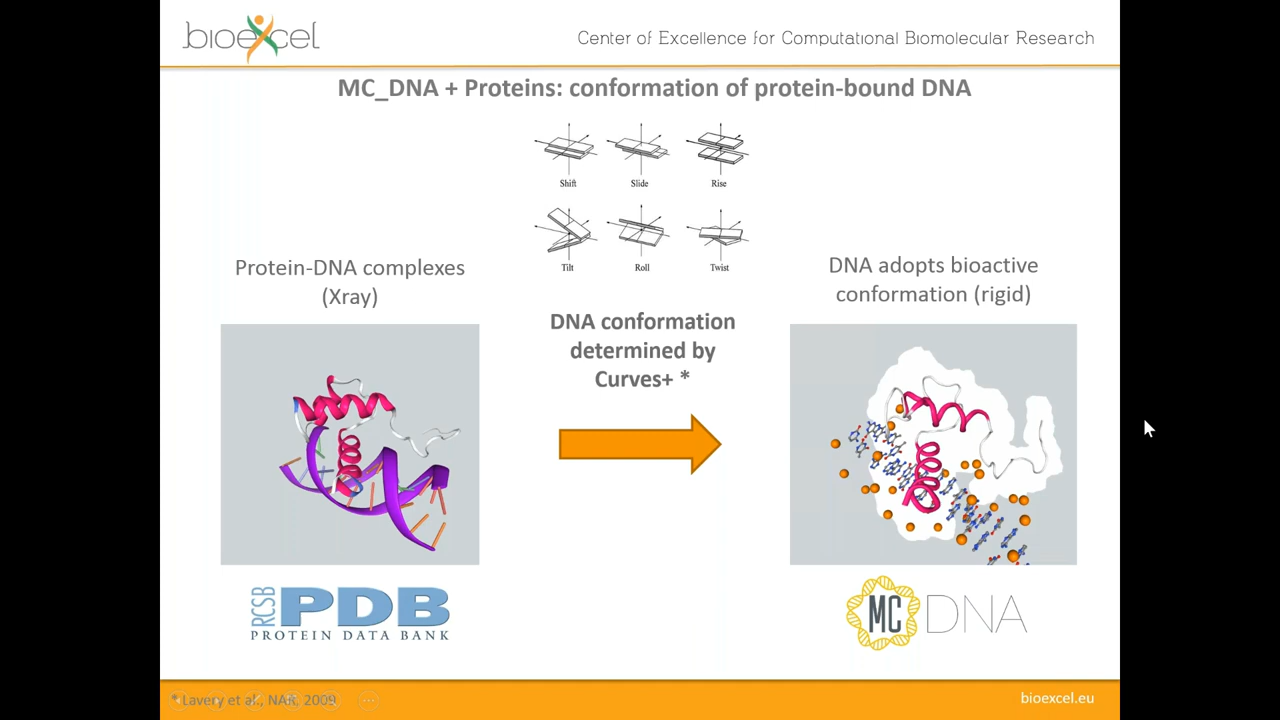 bioexcel
Center of Excellence for Computational Biomolecular Research
MC_DNA + Proteins: conformation of protein-bound DNA
Shift Slide Rise
Tilt Roll Twist
Protein-DNA complexes
(Xray)
DNA conformation
determined by
Curves+ *
DNA adopts bioactive
conformation (rigid)
RCSB
PDB
PROTEIN DATA BANK
MC DNA
* Lavery et al., NAR, 2009
bioexcel.eu